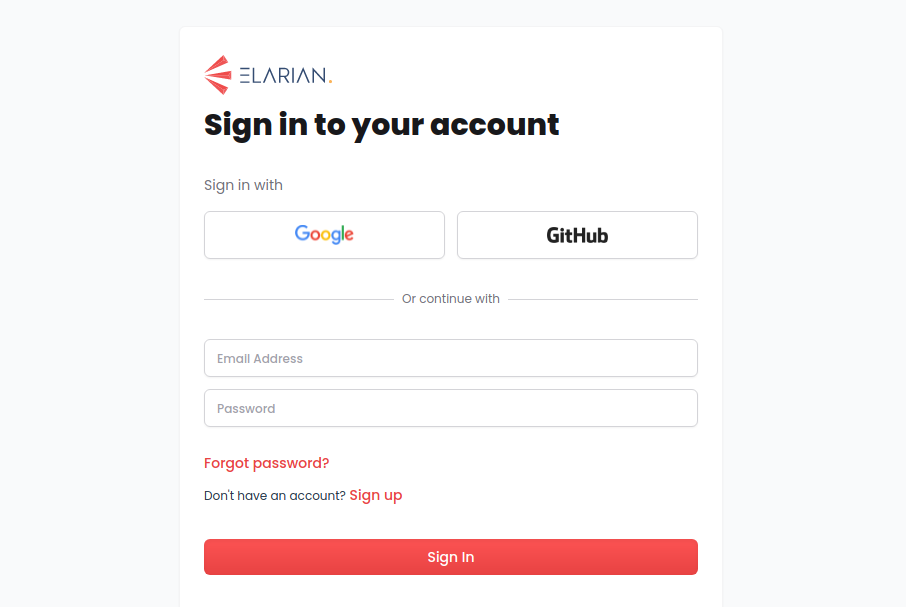 ELARIAN.
Sign in to your account
Sign in with
Google GitHub
Or continue with
Email Address
Password
Forgot password?
Don't have an account? Sign up
Sign In